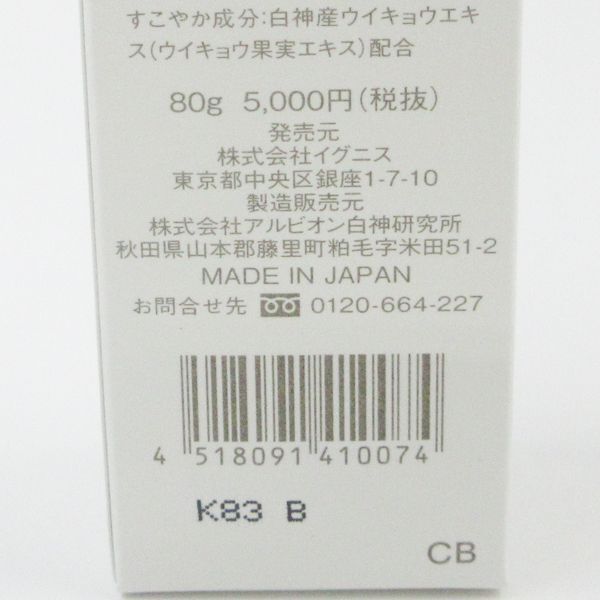 すこやか成分:白神産ウイキョウエキ
ス(ウイキョウ果実エキス)配合
80g 5,000円(税抜)
発売元
株式会社イグニス
東京都中央区銀座1-7-10
製造販売元
株式会社アルビオン白神研究所
秋田県山本郡藤里町粕毛字米田51-2
MADE IN JAPAN
お問合せ先 0120-664-227
4 518091 410074
K83 B
CB